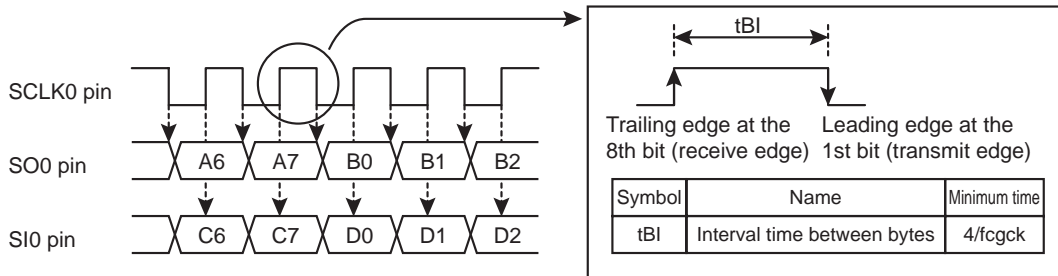 SCLK0 pin
SO0 pin
A6 A7 B0 B1 B2
SI0 pin
C6 C7 D0 D1 D2
tBI
Trailing edge at the
8th bit (receive edge)
Leading edge at the
1st bit (transmit edge)
Symbol Name Minimum time
tBI Interval time between bytes 4/fcgck